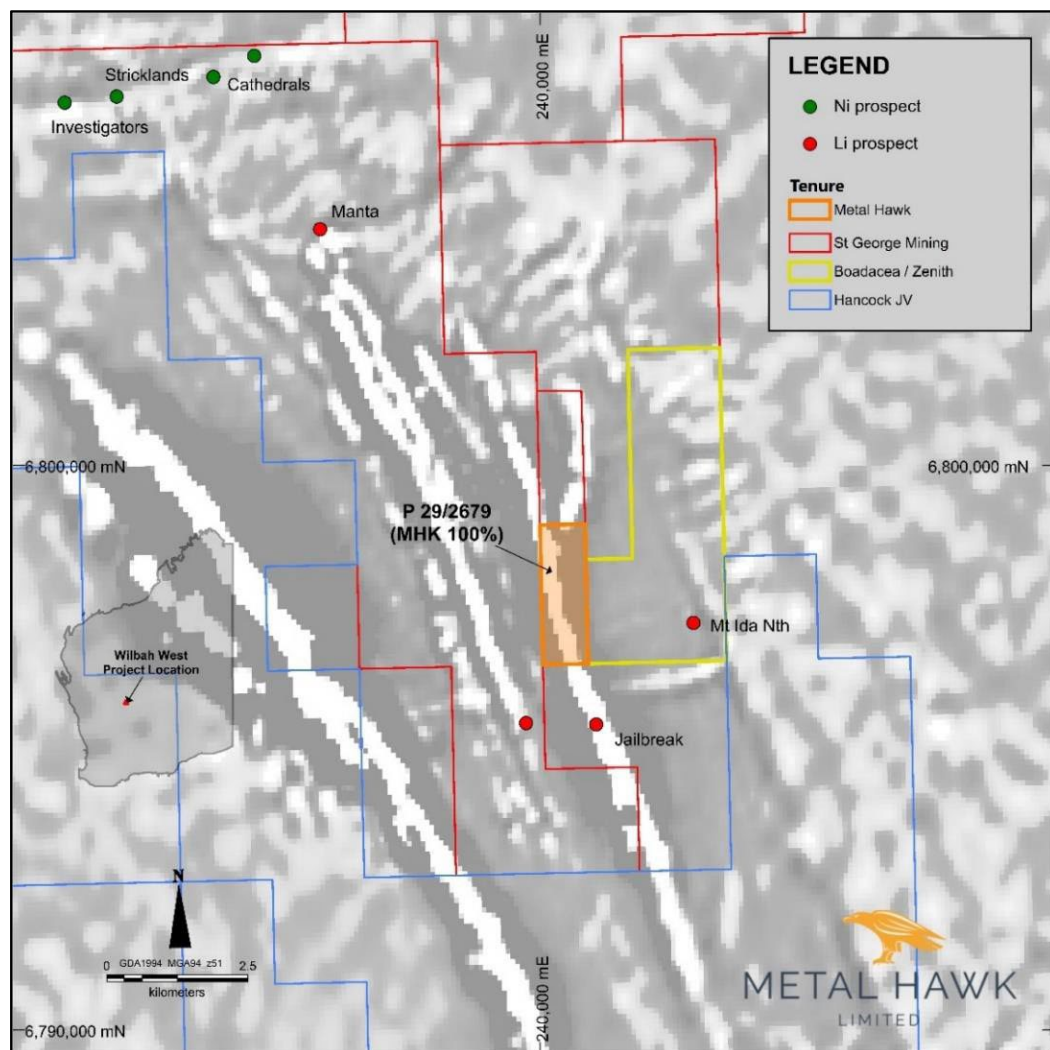 240,000 mE
LEGEND
Ni prospect
Li prospect
Tenure
Metal Hawk
St George Mining
Boadacea / Zenith
Hancock JV
Stricklands
Cathedrals
Investigators
Manta
6,800,000 mN
6,800,000 mN
P 29/2679
(MHK 100%)
Mt Ida Nth
Wilbah West
Project Location
Jailbreak
N
GDA1994 MGA94 z51
0 2.5
kilometers
240,000 mE
METAL HAWK
LIMITED
6,790,000 mN